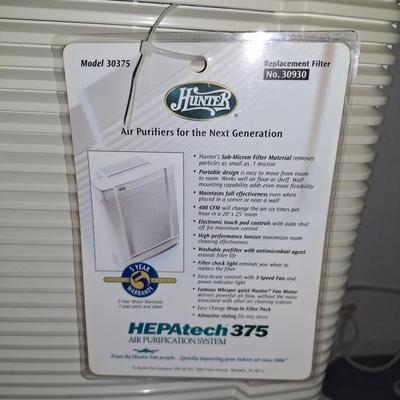 Model 30375
Replacement Filter
No. 30930
HUNTER
Air Purifiers for the Next Generation
• Hunter's Sub-Micron Filter Material removes
particles as small as .1 micron
• Portable design is easy to move from room
to room. Works well on floor or shelf. Wall
mounting capability adds even more flexibility
• Maintains full effectiveness even when
placed in a corner or near a wall
• 400 CFM will change the air six times per
hour in a 20' x 25' room
• Electronic touch pad controls with auto shut
off for maximum control
• High performance Ionizer maximizes room
cleaning effectiveness
• Washable prefilter with antimicrobial agent
extends filter life
• Filter check light reminds you when to
replace the filter
• Easy-to-use controls with 3-Speed Fan and
power indicator light
• Famous Whisper quiet Hunter Fan Motor
delivers powerful air flow, without the noise
associated with other air cleaning systems
• Easy Change Drop-In Filter Pack
• Attractive styling fits any decor
5 YEAR
WARRANTY
5-Year Motor Warranty
1 year parts and labor
HEPAtech 375
AIR PURIFICATION SYSTEM
From the Hunter Fan people... Quietly improving your indoor air since 1886